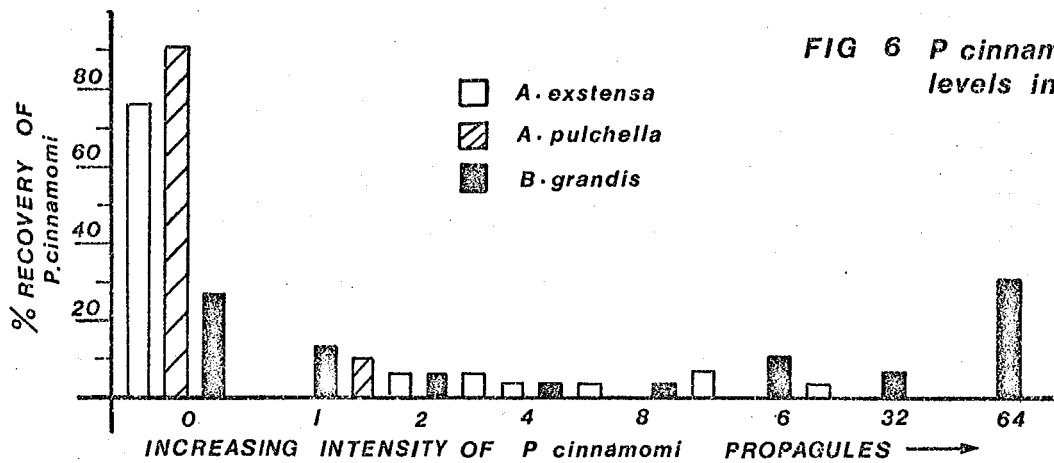 FIG 6 P cinnam
levels in
A. exstensa
A. pulchella
B. grandis
% RECOVERY OF
P. cinnamomi
80
60
40
20
0 1 2 4 8 6 32 64
INCREASING INTENSITY OF P cinnamomi PROPAGULES